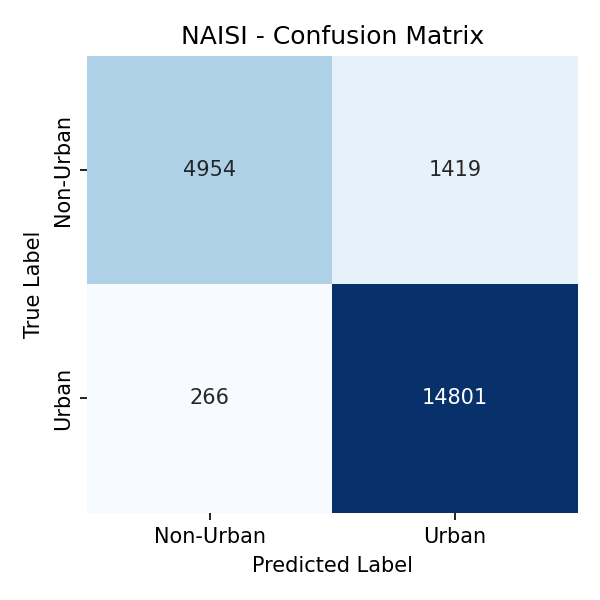 NAISI - Confusion Matrix
True Label
Non-Urban
4954
1419
Urban
266
14801
Non-Urban
Urban
Predicted Label